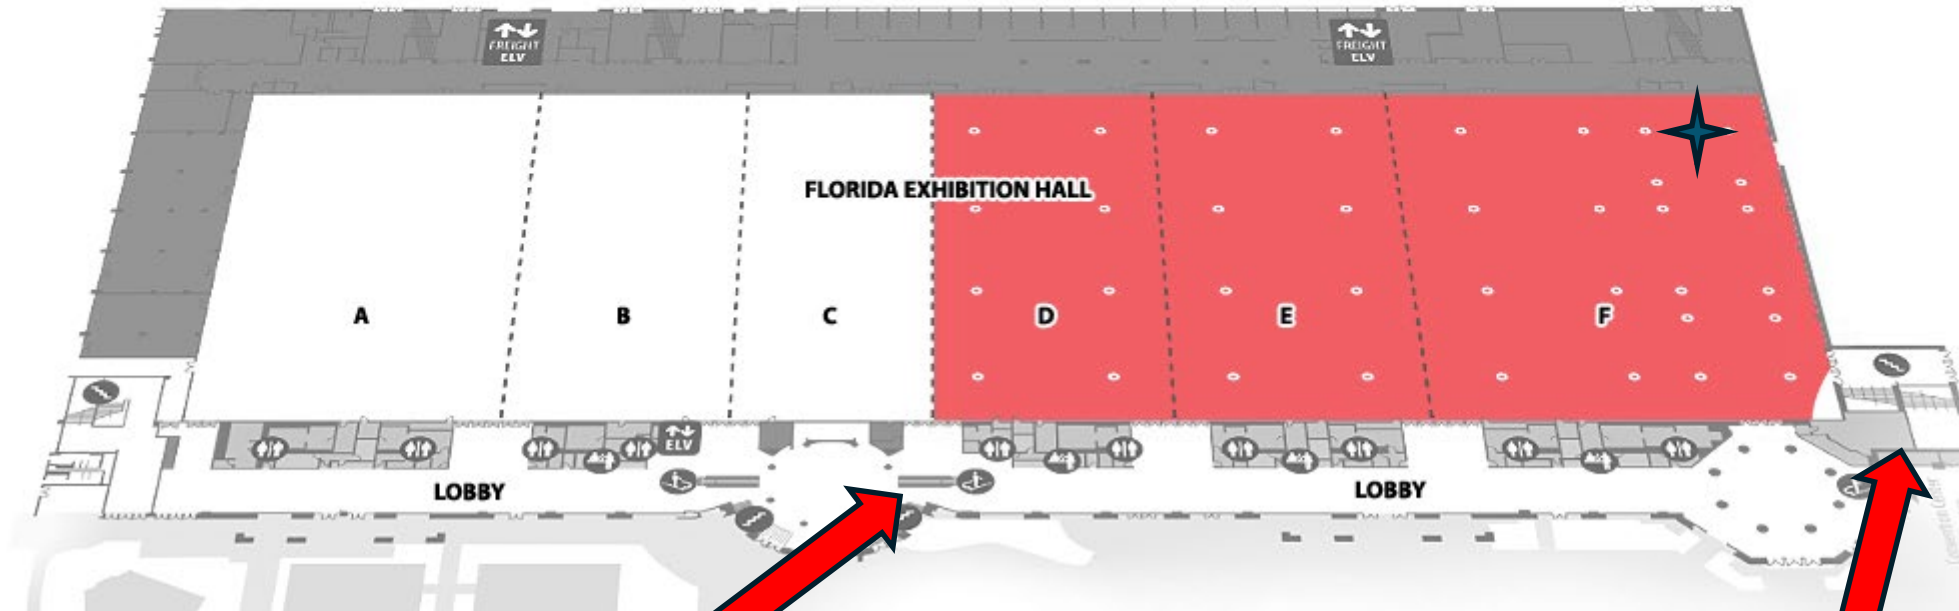 FREIGHT
ELV
FREIGHT
ELV
FLORIDA EXHIBITION HALL
A
B
C
D
E
F
ELV
LOBBY
LOBBY